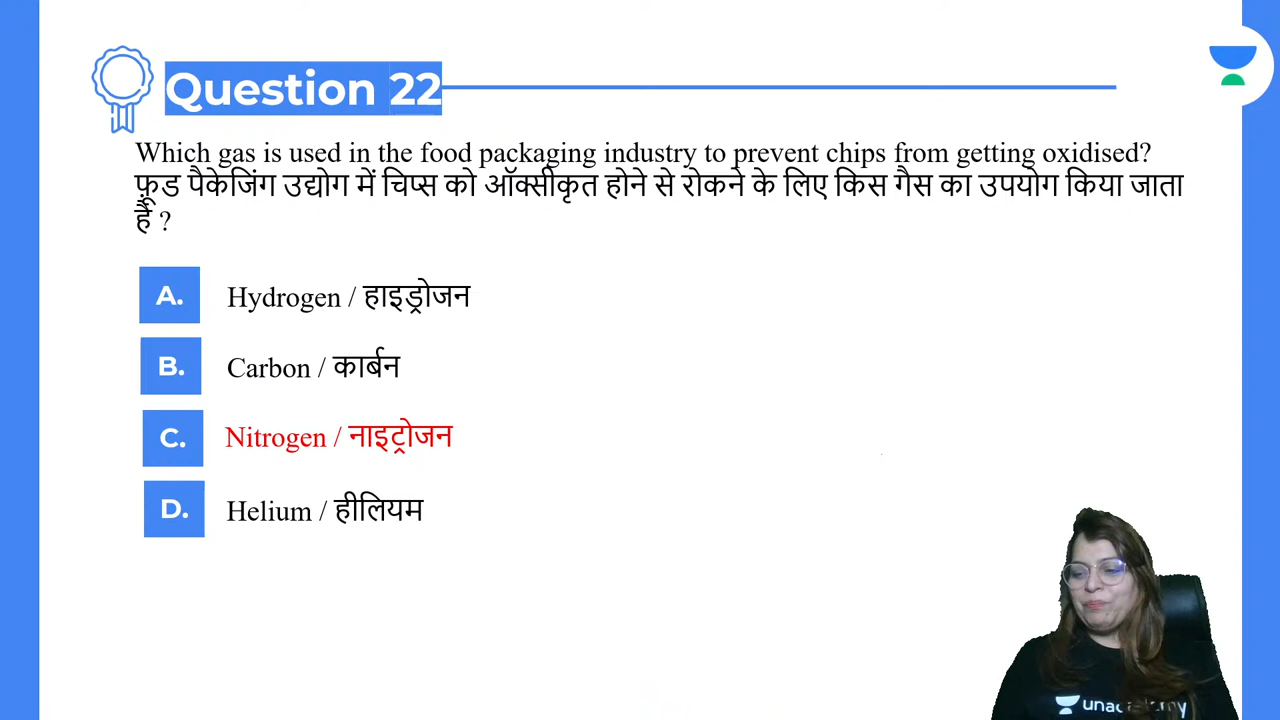 Question 22
Which gas is used in the food packaging industry to prevent chips from getting oxidised?
फ़ूड पैकेजिंग उद्योग में चिप्स को ऑक्सीकृत होने से रोकने के लिए किस गैस का उपयोग किया जाता
है ?
A. Hydrogen / हाइड्रोजन
B. Carbon / कार्बन
C. Nitrogen / नाइट्रोजन
D. Helium / हीलियम
unacademy